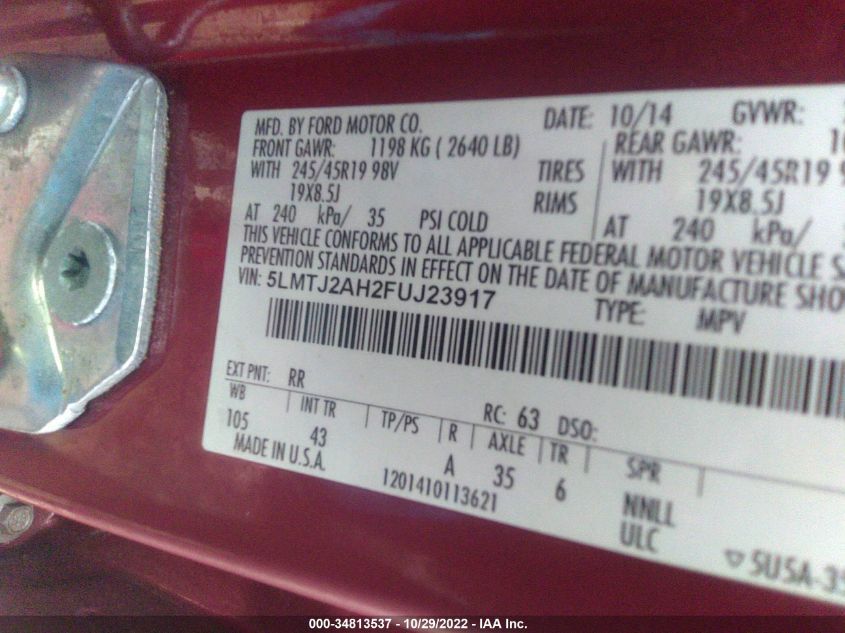 MFD. BY FORD MOTOR CO. DATE: 10/14 GVWR:
FRONT GAWR: 1198 KG ( 2640 LB) REAR GAWR:
WITH 245/45R19 98V TIRES WITH 245/45R19
19X8.5J RIMS 19X8.5J
AT 240 kPa/ 35 PSI COLD AT 240 kPa/
THIS VEHICLE CONFORMS TO ALL APPLICABLE FEDERAL MOTOR VEHICLE
PREVENTION STANDARDS IN EFFECT ON THE DATE OF MANUFACTURE
VIN: 5LMTJ2AH2FUJ23917 TYPE: MPV
EXT PNT: RR RC: 63 DSO:
WB INT TR TP/PS R AXLE TR SPR
105 43 A 35 6 NNLL
MADE IN U.S.A. 1201410113621 ULC
5U5A-35
000-34813537 - 10/29/2022 - IAA Inc.